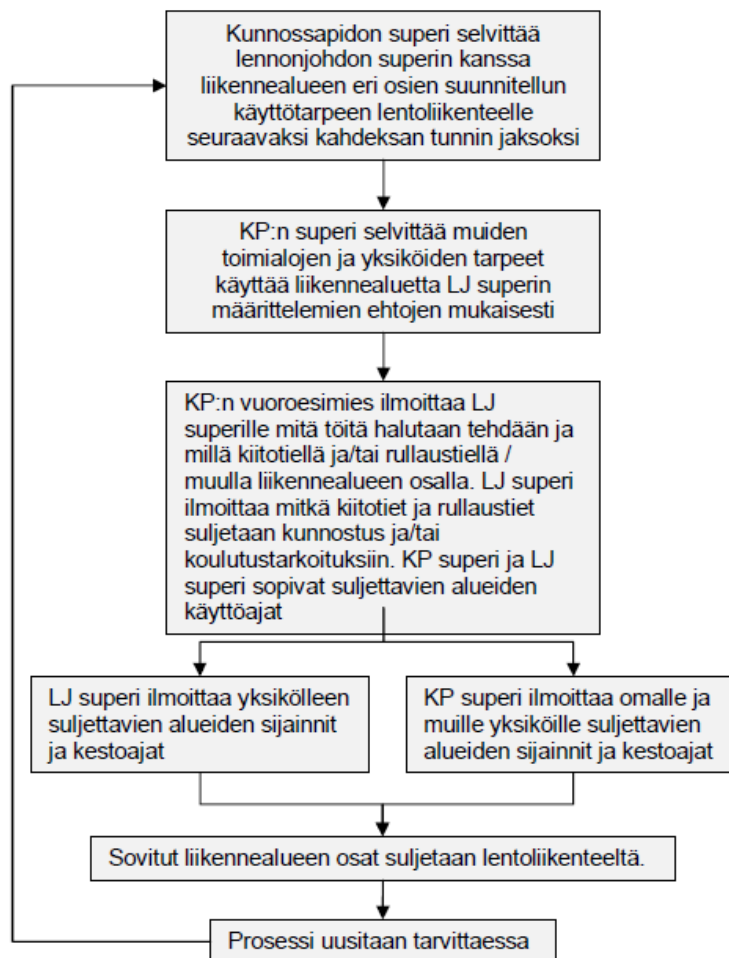 Kunnossapidon superi selvittää
lennonjohdon superin kanssa
liikennealueen eri osien suunnitellun
käyttötarpeen lentoliikenteelle
seuraavaksi kahdeksan tunnin jaksoksi
KP:n superi selvittää muiden
toimialojen ja yksiköiden tarpeet
käyttää liikennealuetta LJ superin
määrittelemien ehtojen mukaisesti
KP:n vuoroesimies ilmoittaa LJ
superille mitä töitä halutaan tehdään ja
millä kiitotiellä ja/tai rullaustiellä /
muulla liikennealueen osalla. LJ superi
ilmoittaa mitkä kiitotiet ja rullaustiet
suljetaan kunnostus ja/tai
koulutustarkoituksiin. KP superi ja LJ
superi sopivat suljettavien alueiden
käyttöajat
LJ superi ilmoittaa yksikölleen
suljettavien alueiden sijainnit
ja kestoajat
KP superi ilmoittaa omalle ja
muille yksiköille suljettavien
alueiden sijainnit ja kestoajat
Sovitut liikennealueen osat suljetaan lentoliikenteeltä.
Prosessi uusitaan tarvittaessa